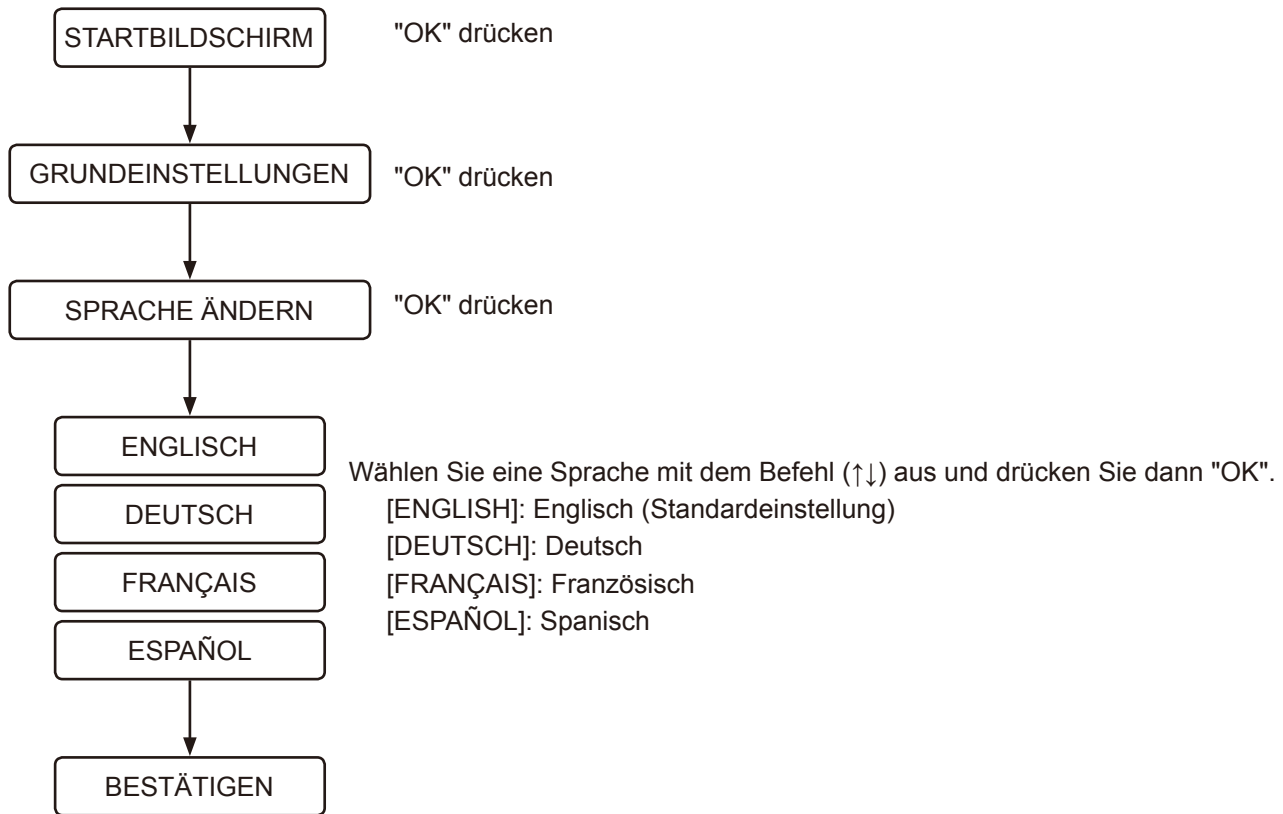 STARTBILDSCHIRM
"OK" drücken
GRUNDEINSTELLUNGEN
"OK" drücken
SPRACHE ÄNDERN
"OK" drücken
ENGLISCH
DEUTSCH
FRANÇAIS
ESPAÑOL
Wählen Sie eine Sprache mit dem Befehl (↑↓) aus und drücken Sie dann "OK".
[ENGLISH]: Englisch (Standardeinstellung)
[DEUTSCH]: Deutsch
[FRANÇAIS]: Französisch
[ESPAÑOL]: Spanisch
BESTÄTIGEN